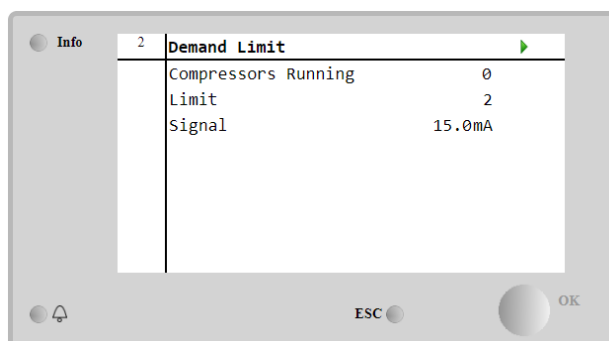 Info
2 Demand Limit
Compressors Running 0
Limit 2
Signal 15.0mA
ESC
OK